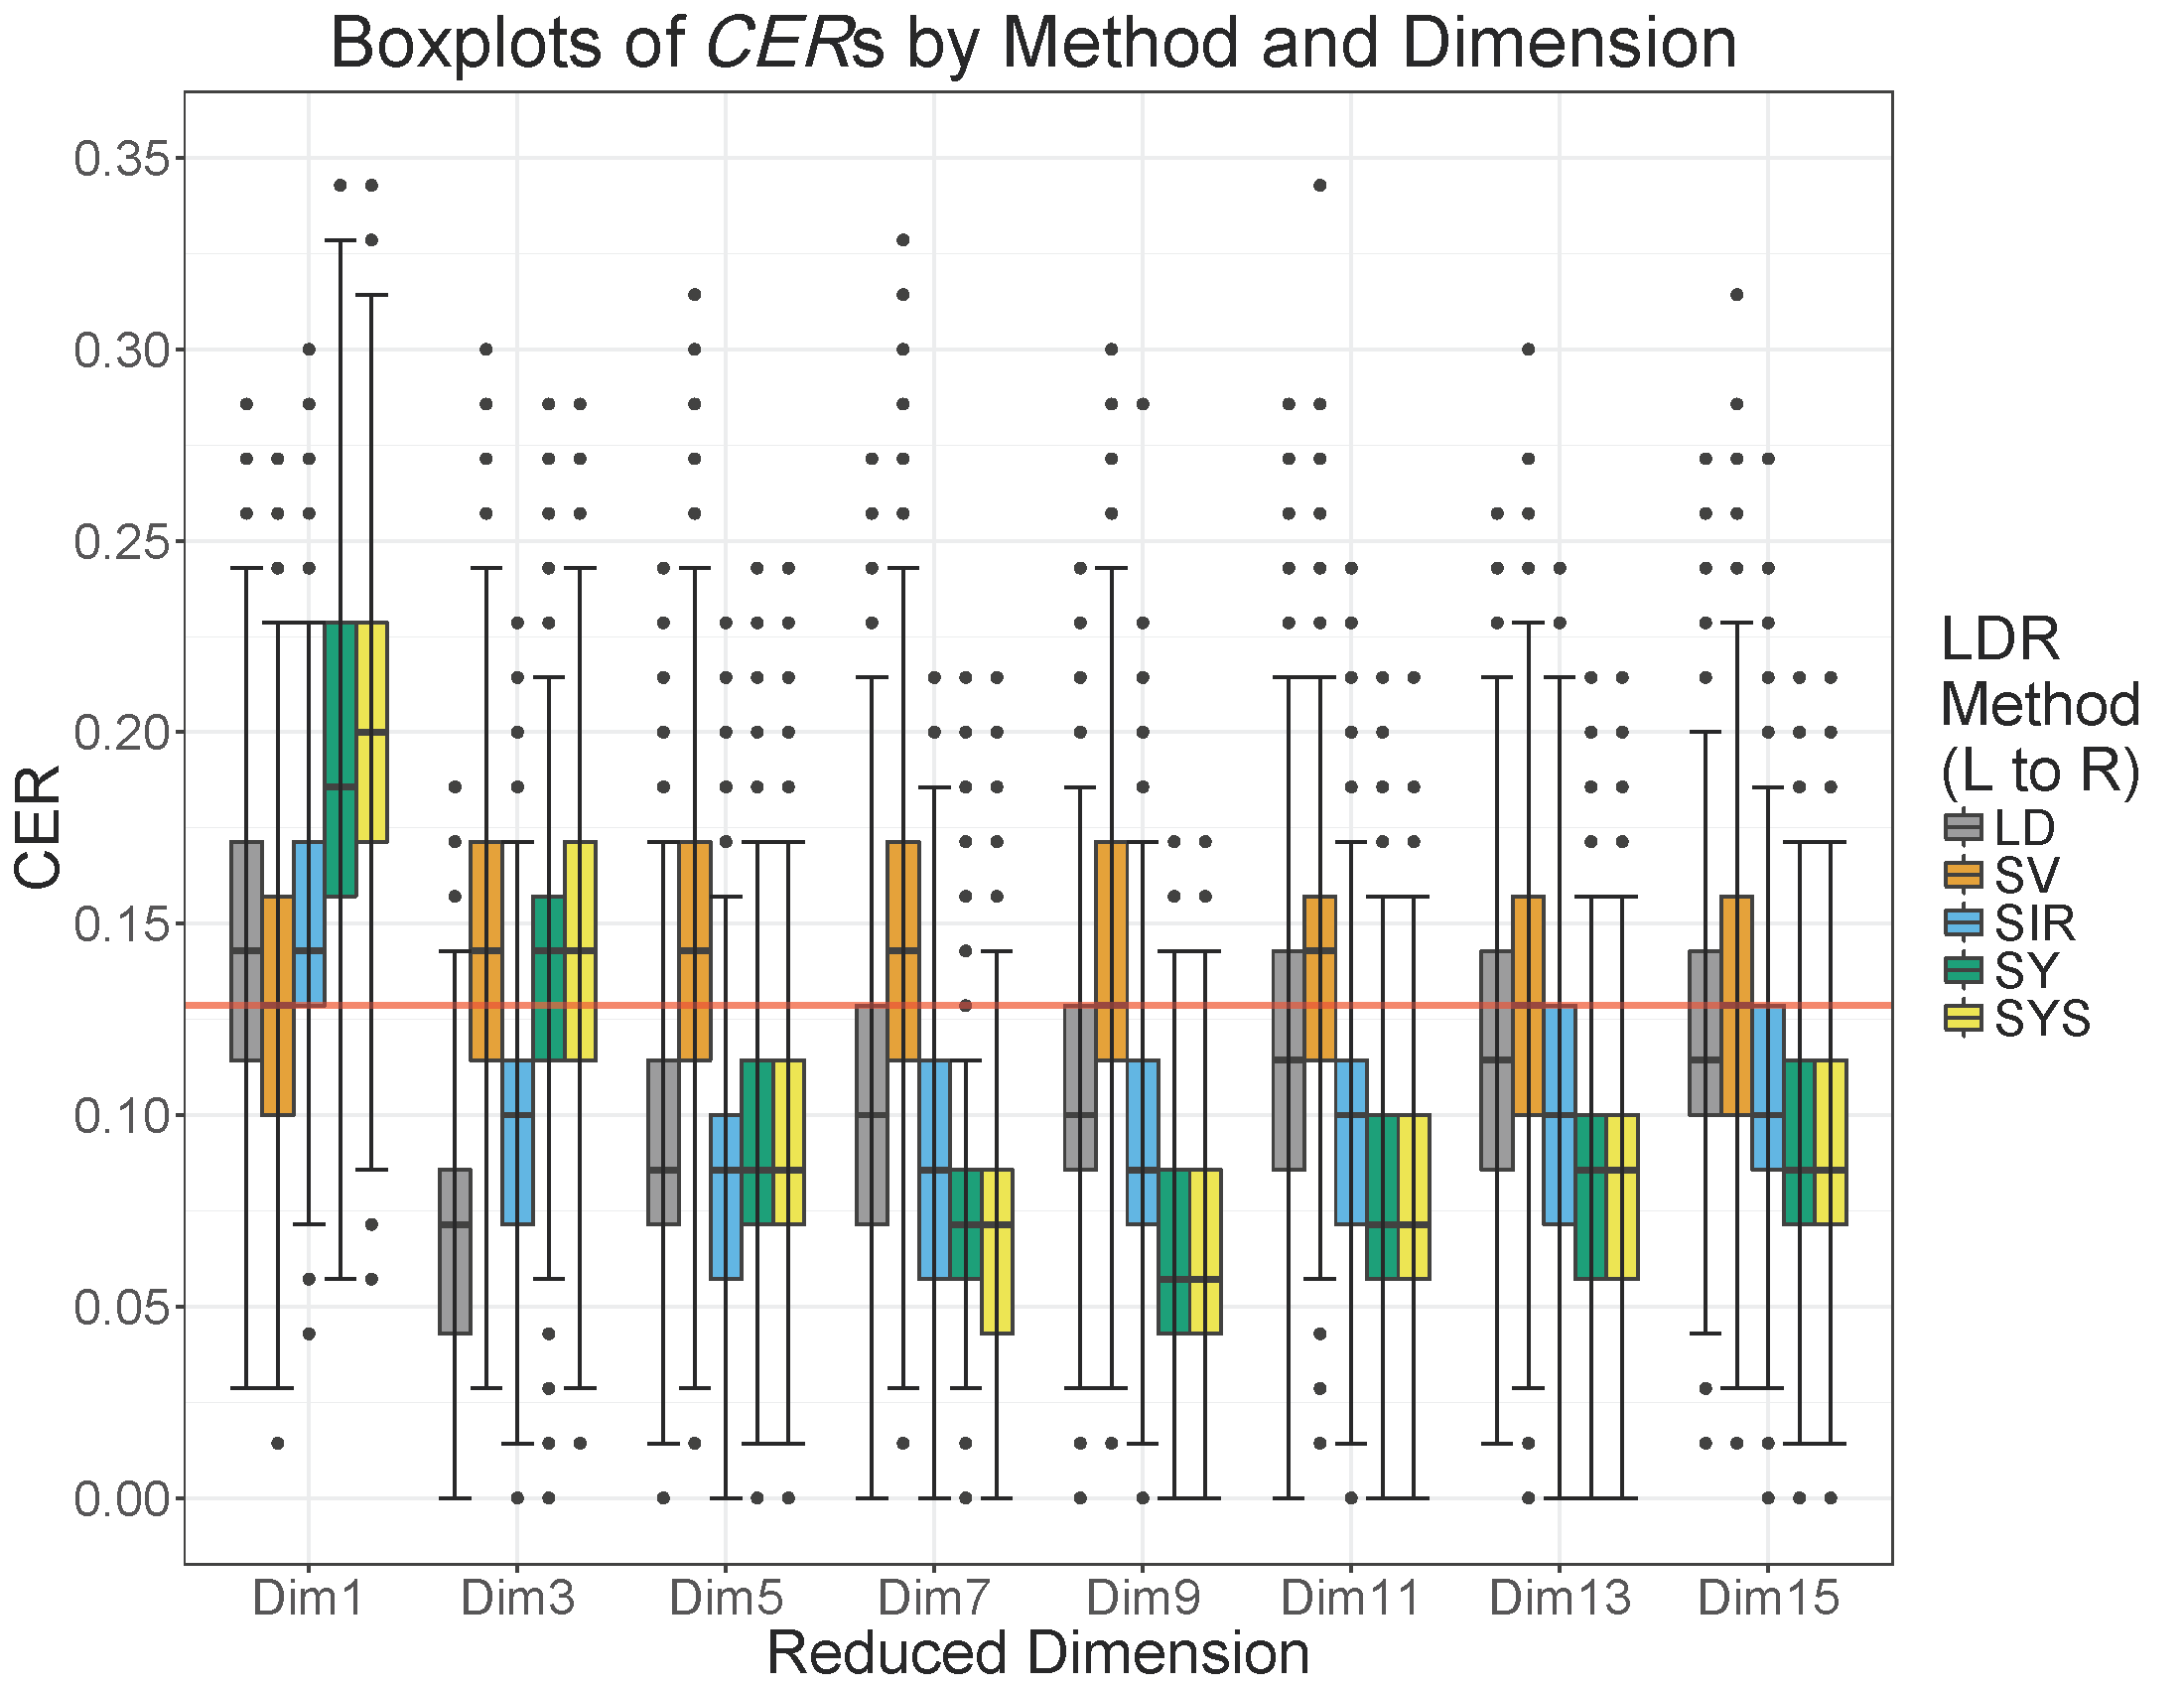 Boxplots of CERs by Method and Dimension
CER
0.35
0.30
0.25
0.20
0.15
0.10
0.05
0.00
Dim1 Dim3 Dim5 Dim7 Dim9 Dim11 Dim13 Dim15
Reduced Dimension
LDR
Method
(L to R)
LD
SV
SIR
SY
SYS